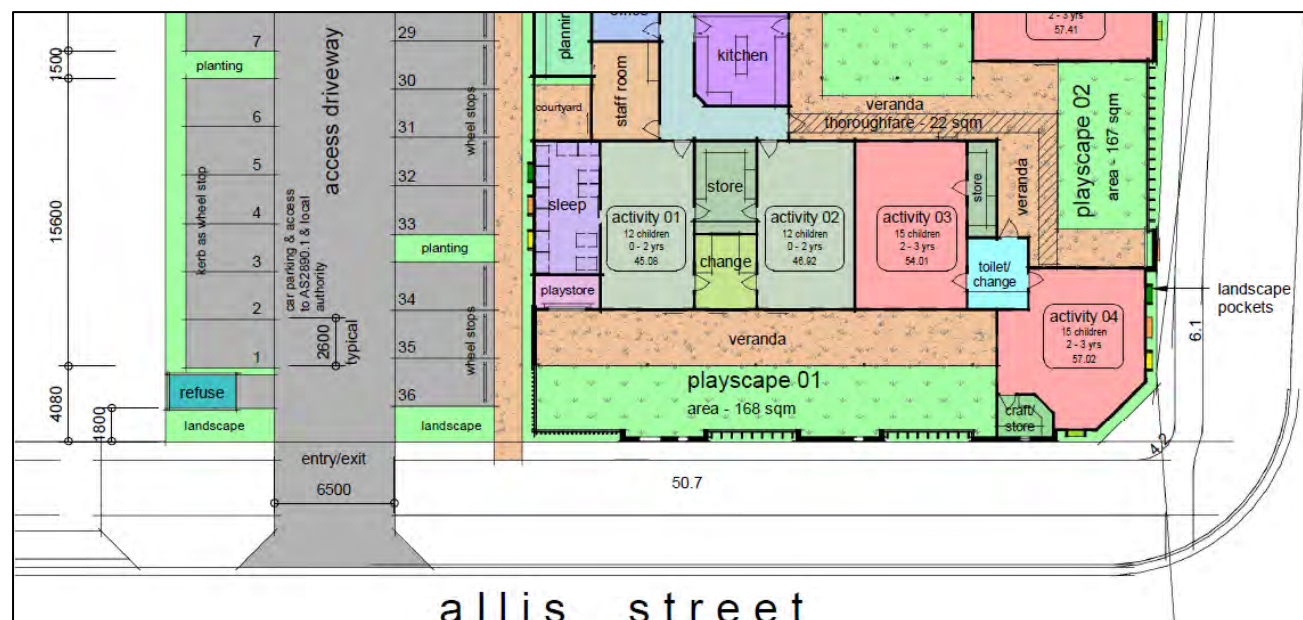 7
planting
6
5
4
3
2
1
refuse
landscape
1500
15600
4080
1800
kerb as wheel stop
access driveway
car parking & access
to AS2890.1 & local
authority
2600
typical
entry/exit
6500
29
30
31
32
33
planting
34
35
36
landscape
wheel stops
wheel stops
office
staff room
courtyard
kitchen
sleep
playstore
activity 01
12 children
0 - 2 yrs
45.08
store
change
activity 02
12 children
0 - 2 yrs
46.92
activity 03
15 children
2 - 3 yrs
54.01
store
toilet/
change
veranda
thoroughfare - 22 sqm
veranda
2 - 3 yrs
57.41
playscape 02
area - 167 sqm
activity 04
15 children
2 - 3 yrs
57.02
craft/
store
veranda
playscape 01
area - 168 sqm
landscape
pockets
6.1
4.2
50.7
allis street